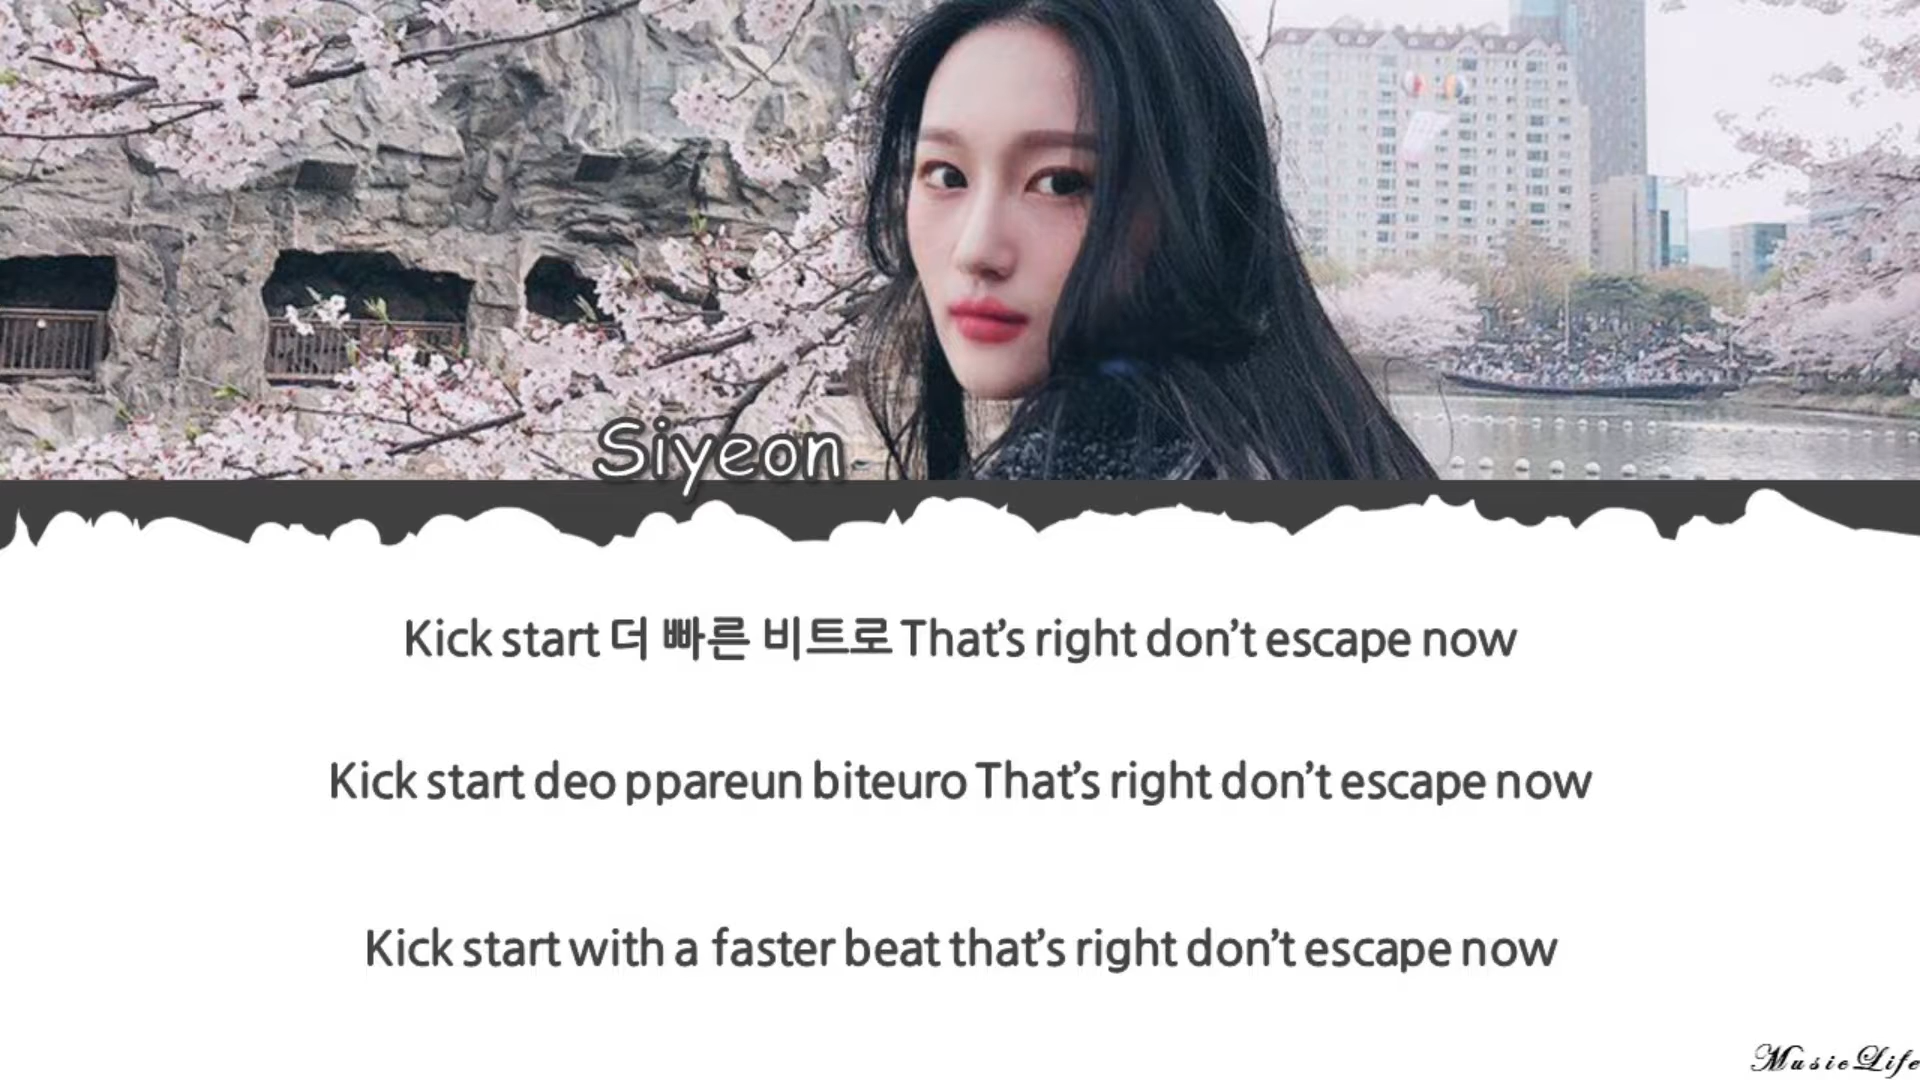 Siyeon
Kick start 더 빠른 비트로 That’s right don’t escape now
Kick start deo ppareun biteuro That’s right don’t escape now
Kick start with a faster beat that’s right don’t escape now
MusicLife